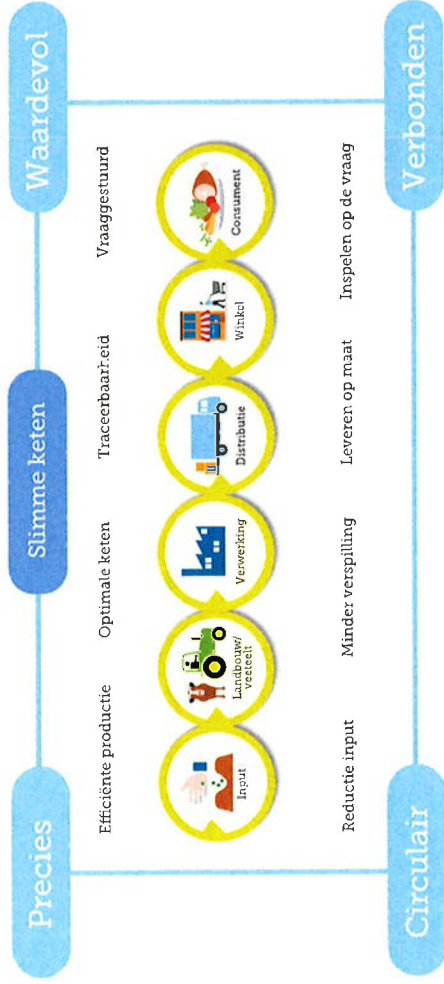 Precies
Slimme keten
Waardevol
Efficiënte productie
Optimale keten
Traceerbaarheid
Vraaggestuurd
Input
Landbouw/
veeteelt
Verwerking
Distributie
Winkel
Consument
Reductie input
Minder verspilling
Leveren op maat
Inspelen op de vraag
Circulair
Verbonden